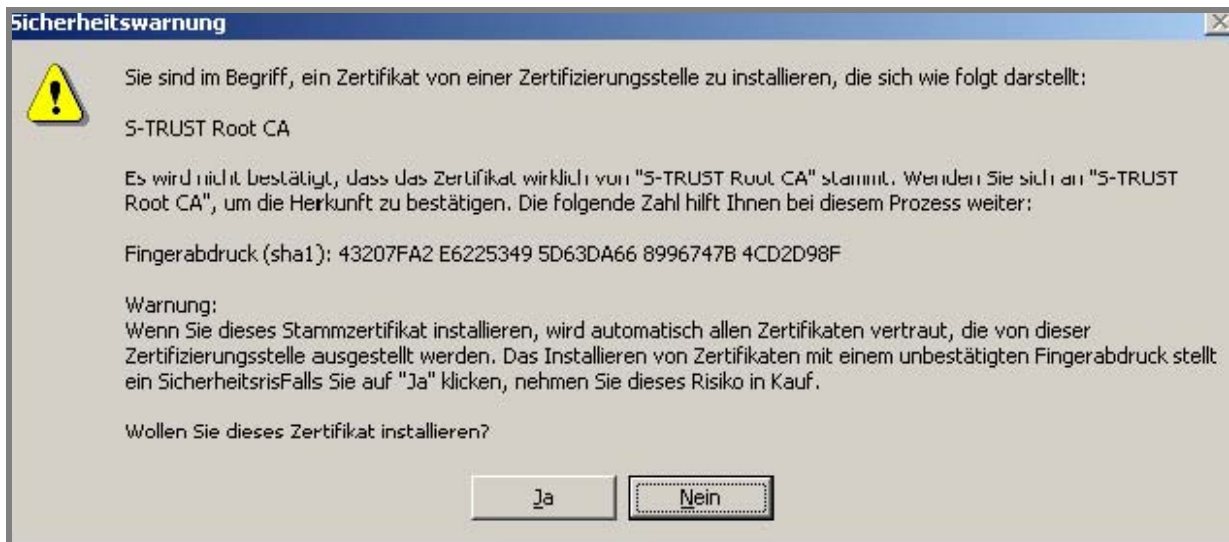 Sicherheitswarnung
Sie sind im Begriff, ein Zertifikat von einer Zertifizierungsstelle zu installieren, die sich wie folgt darstellt:
S-TRUST Root CA
Es wird nicht bestätigt, dass das Zertifikat wirklich von "S-TRUST Root CA" stammt. Wenden Sie sich an "S-TRUST
Root CA", um die Herkunft zu bestätigen. Die folgende Zahl hilft Ihnen bei diesem Prozess weiter:
Fingerabdruck (sha1): 43207FA2 E6225349 5D63DA66 8996747B 4CD2D98F
Warnung:
Wenn Sie dieses Stammzertifikat installieren, wird automatisch allen Zertifikaten vertraut, die von dieser
Zertifizierungsstelle ausgestellt werden. Das Installieren von Zertifikaten mit einem unbestätigten Fingerabdruck stellt
ein SicherheitsrisFalls Sie auf "Ja" klicken, nehmen Sie dieses Risiko in Kauf.
Wollen Sie dieses Zertifikat installieren?
Ja
Nein